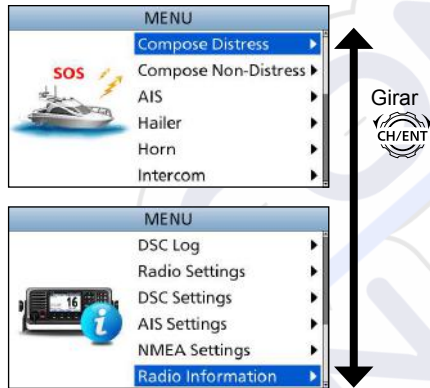 MENU
Compose Distress
SOS
Compose Non-Distress
AIS
Hailer
Horn
Intercom
Girar
CH/ENT
MENU
DSC Log
Radio Settings
DSC Settings
AIS Settings
NMEA Settings
Radio Information
16